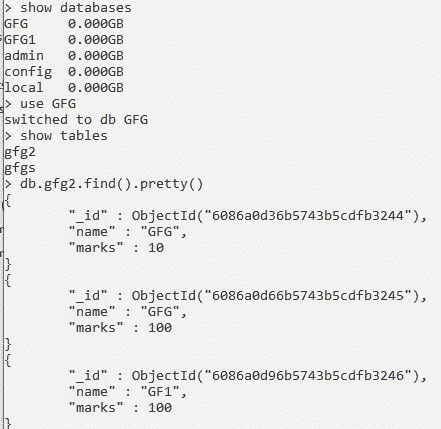 > show databases
GFG     0.000GB
GFG1    0.000GB
admin   0.000GB
config  0.000GB
local   0.000GB
> use GFG
switched to db GFG
> show tables
gfg2
gfgs
> db.gfg2.find().pretty()
{
        "_id" : ObjectId("6086a0d36b5743b5cdfb3244"),
        "name" : "GFG",
        "marks" : 10
}
{
        "_id" : ObjectId("6086a0d66b5743b5cdfb3245"),
        "name" : "GFG",
        "marks" : 100
}
{
        "_id" : ObjectId("6086a0d96b5743b5cdfb3246"),
        "name" : "GF1",
        "marks" : 100
}